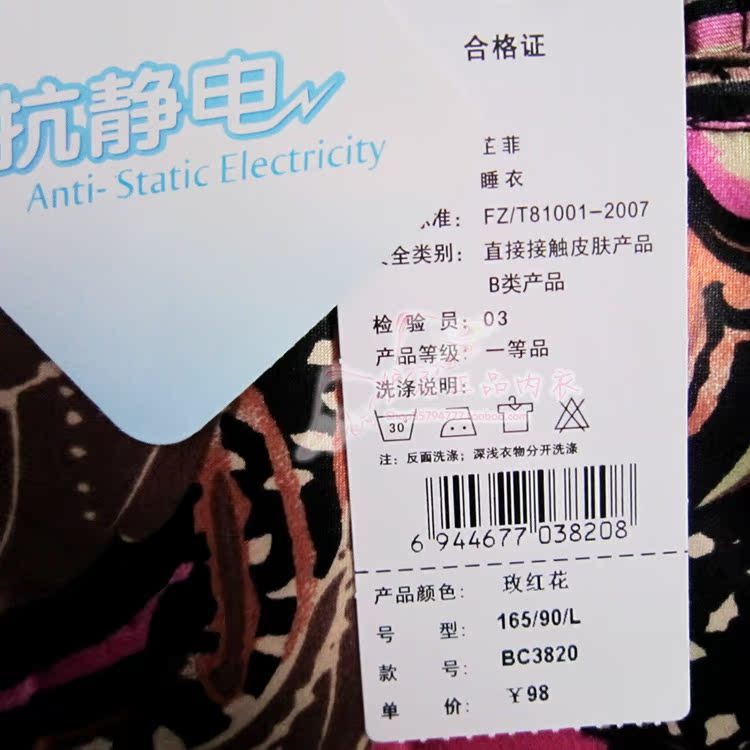 抗静电
Anti-Static Electricity
合格证
菲
睡衣
准: FZ/T81001-2007
全类别: 直接接触皮肤产品
B类产品
检验员: 03
产品等级: 一等品
洗涤说明:
30
注: 反面洗涤; 深浅衣物分开洗涤
6 944677 038208
产品颜色: 玫红花
号型: 165/90/L
款号: BC3820
单价: ¥98